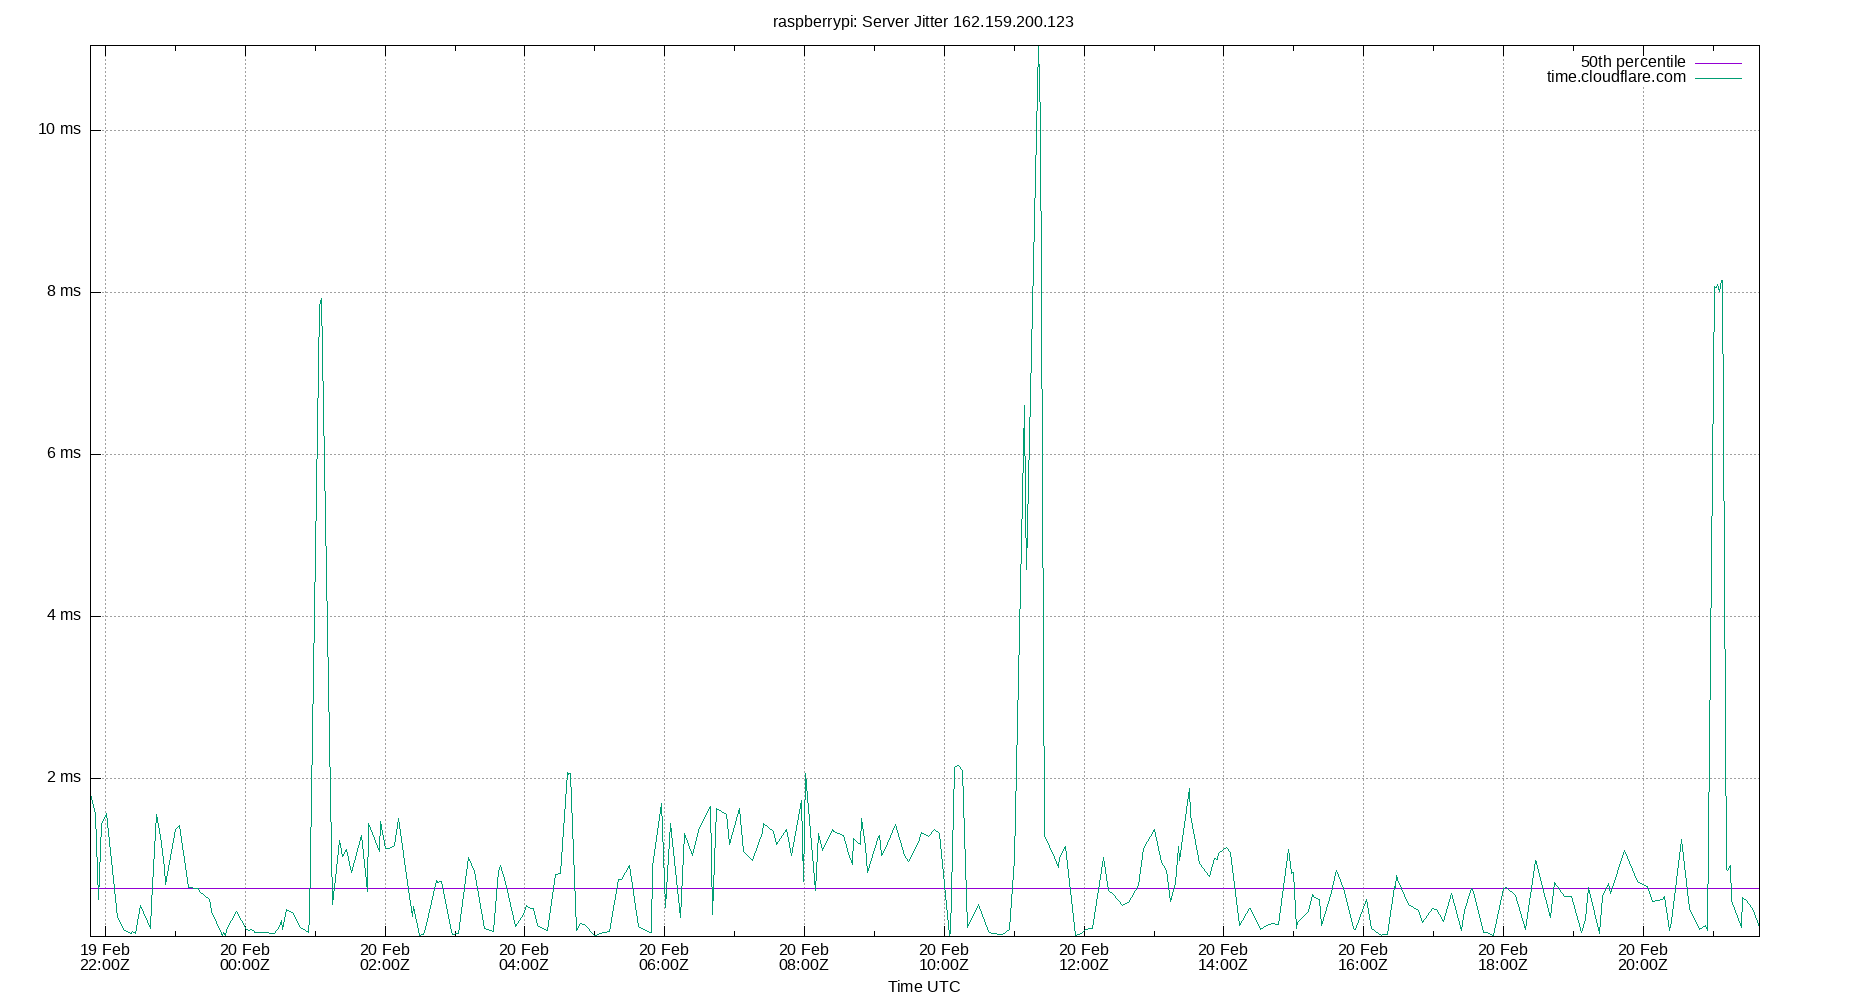 raspberrypi: Server Jitter 162.159.200.123
50th percentile
time.cloudflare.com
10 ms
8 ms
6 ms
4 ms
2 ms
19 Feb 20 Feb 20 Feb 20 Feb 20 Feb 20 Feb 20 Feb 20 Feb 20 Feb 20 Feb 20 Feb 20 Feb
22:00Z 00:00Z 02:00Z 04:00Z 06:00Z 08:00Z 10:00Z 12:00Z 14:00Z 16:00Z 18:00Z 20:00Z
Time UTC